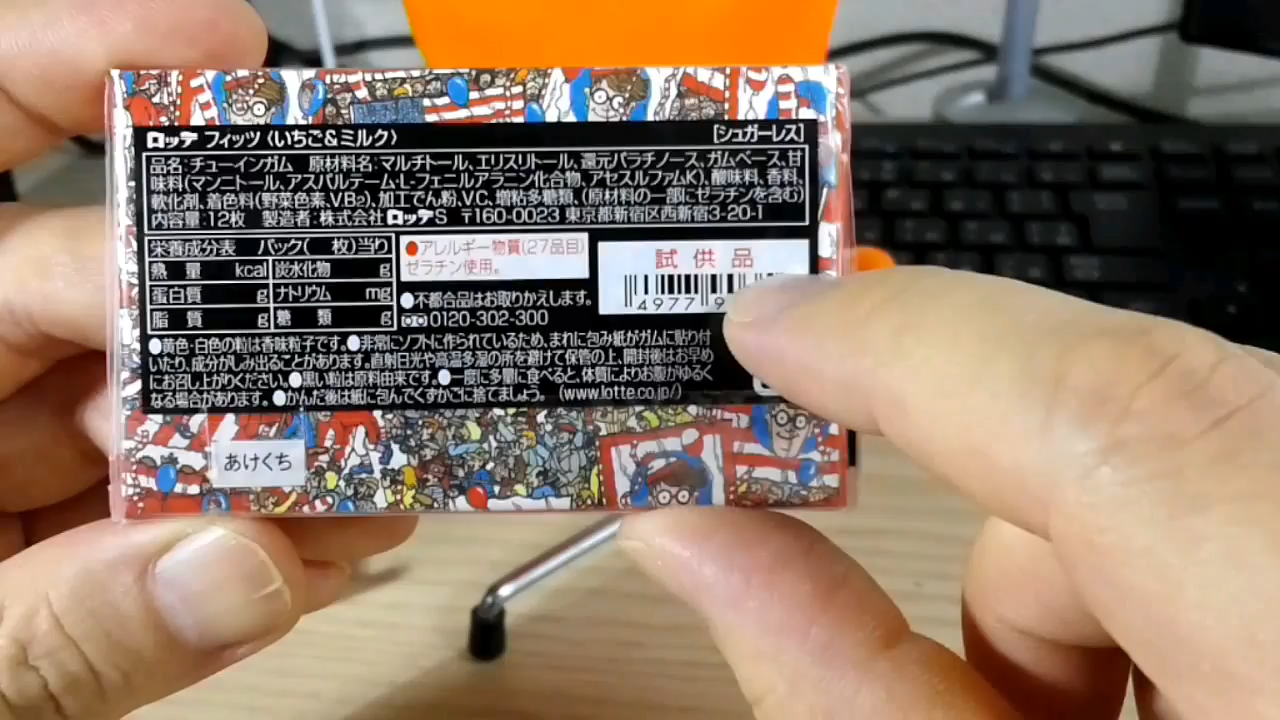 ロッテ フィッツ〈いちご&ミルク〉 [シュガーレス]
品名:チューインガム 原材料名:マルチトール、エリスリトール、還元パラチノース、ガムベース、甘
味料(マンニトール、アスパルテーム・L-フェニルアラニン化合物、アセスルファムK)、酸味料、香料、
軟化剤、着色料(野菜色素、V.B₂)、加工でん粉、V.C、増粘多糖類、(原材料の一部にゼラチンを含む)
内容量:12枚 製造者:株式会社ロッテS 〒160-0023 東京都新宿区西新宿3-20-1
栄養成分表 パック( 枚)当り
熱量 kcal 炭水化物 g
蛋白質 g ナトリウム mg
脂質 g 糖類 g
●アレルギー物質(27品目)
ゼラチン使用。
●不都合品はお取りかえします。
0120-302-300
試供品
4977 9
●黄色・白色の粒は香味粒子です。●非常にソフトに作られているため、まれに包み紙がガムに貼り付
いたり、成分がしみ出ることがあります。直射日光や高温多湿の所を避けて保管の上、開封後はお早め
にお召し上がりください。●黒い粒は原料由来です。●一度に多量に食べると、体質によりお腹がゆるく
なる場合があります。●かんだ後は紙に包んでくずかごに捨てましょう。(www.lotte.co.jp/)
あけくち